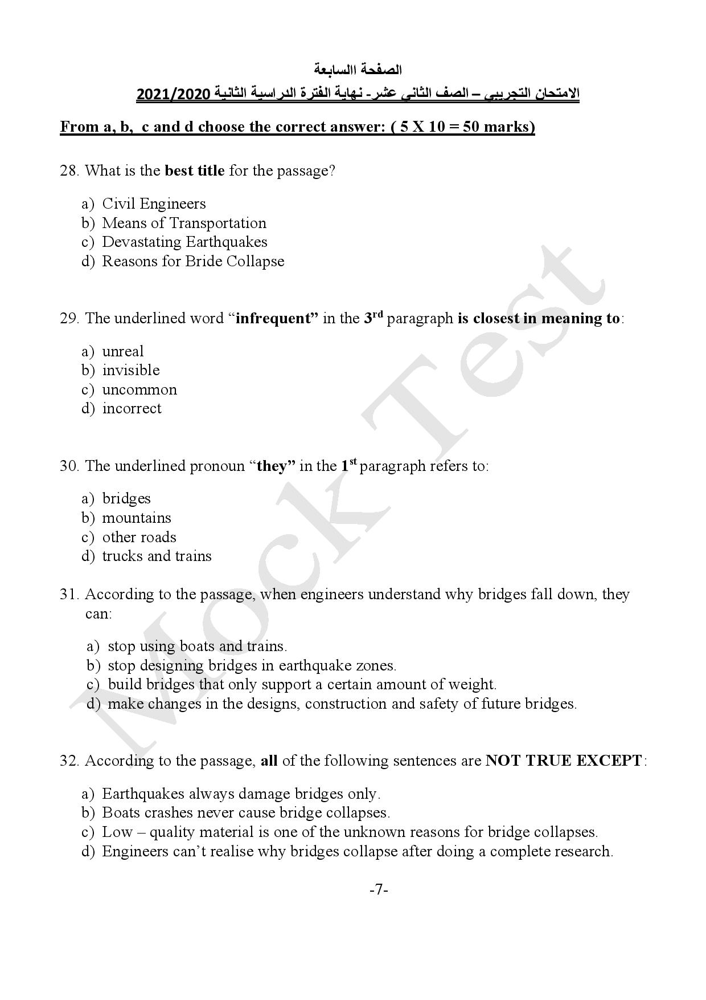 الصفحة االسابعة
الامتحان التجريبي – الصف الثاني عشر- نهاية الفترة الدراسية الثانية 2021/2020
From a, b, c and d choose the correct answer: ( 5 X 10 = 50 marks)
28. What is the best title for the passage?
a) Civil Engineers
b) Means of Transportation
c) Devastating Earthquakes
d) Reasons for Bride Collapse
29. The underlined word “infrequent” in the 3rd paragraph is closest in meaning to:
a) unreal
b) invisible
c) uncommon
d) incorrect
30. The underlined pronoun “they” in the 1st paragraph refers to:
a) bridges
b) mountains
c) other roads
d) trucks and trains
31. According to the passage, when engineers understand why bridges fall down, they
can:
a) stop using boats and trains.
b) stop designing bridges in earthquake zones.
c) build bridges that only support a certain amount of weight.
d) make changes in the designs, construction and safety of future bridges.
32. According to the passage, all of the following sentences are NOT TRUE EXCEPT:
a) Earthquakes always damage bridges only.
b) Boats crashes never cause bridge collapses.
c) Low – quality material is one of the unknown reasons for bridge collapses.
d) Engineers can’t realise why bridges collapse after doing a complete research.
-7-
Mock Test